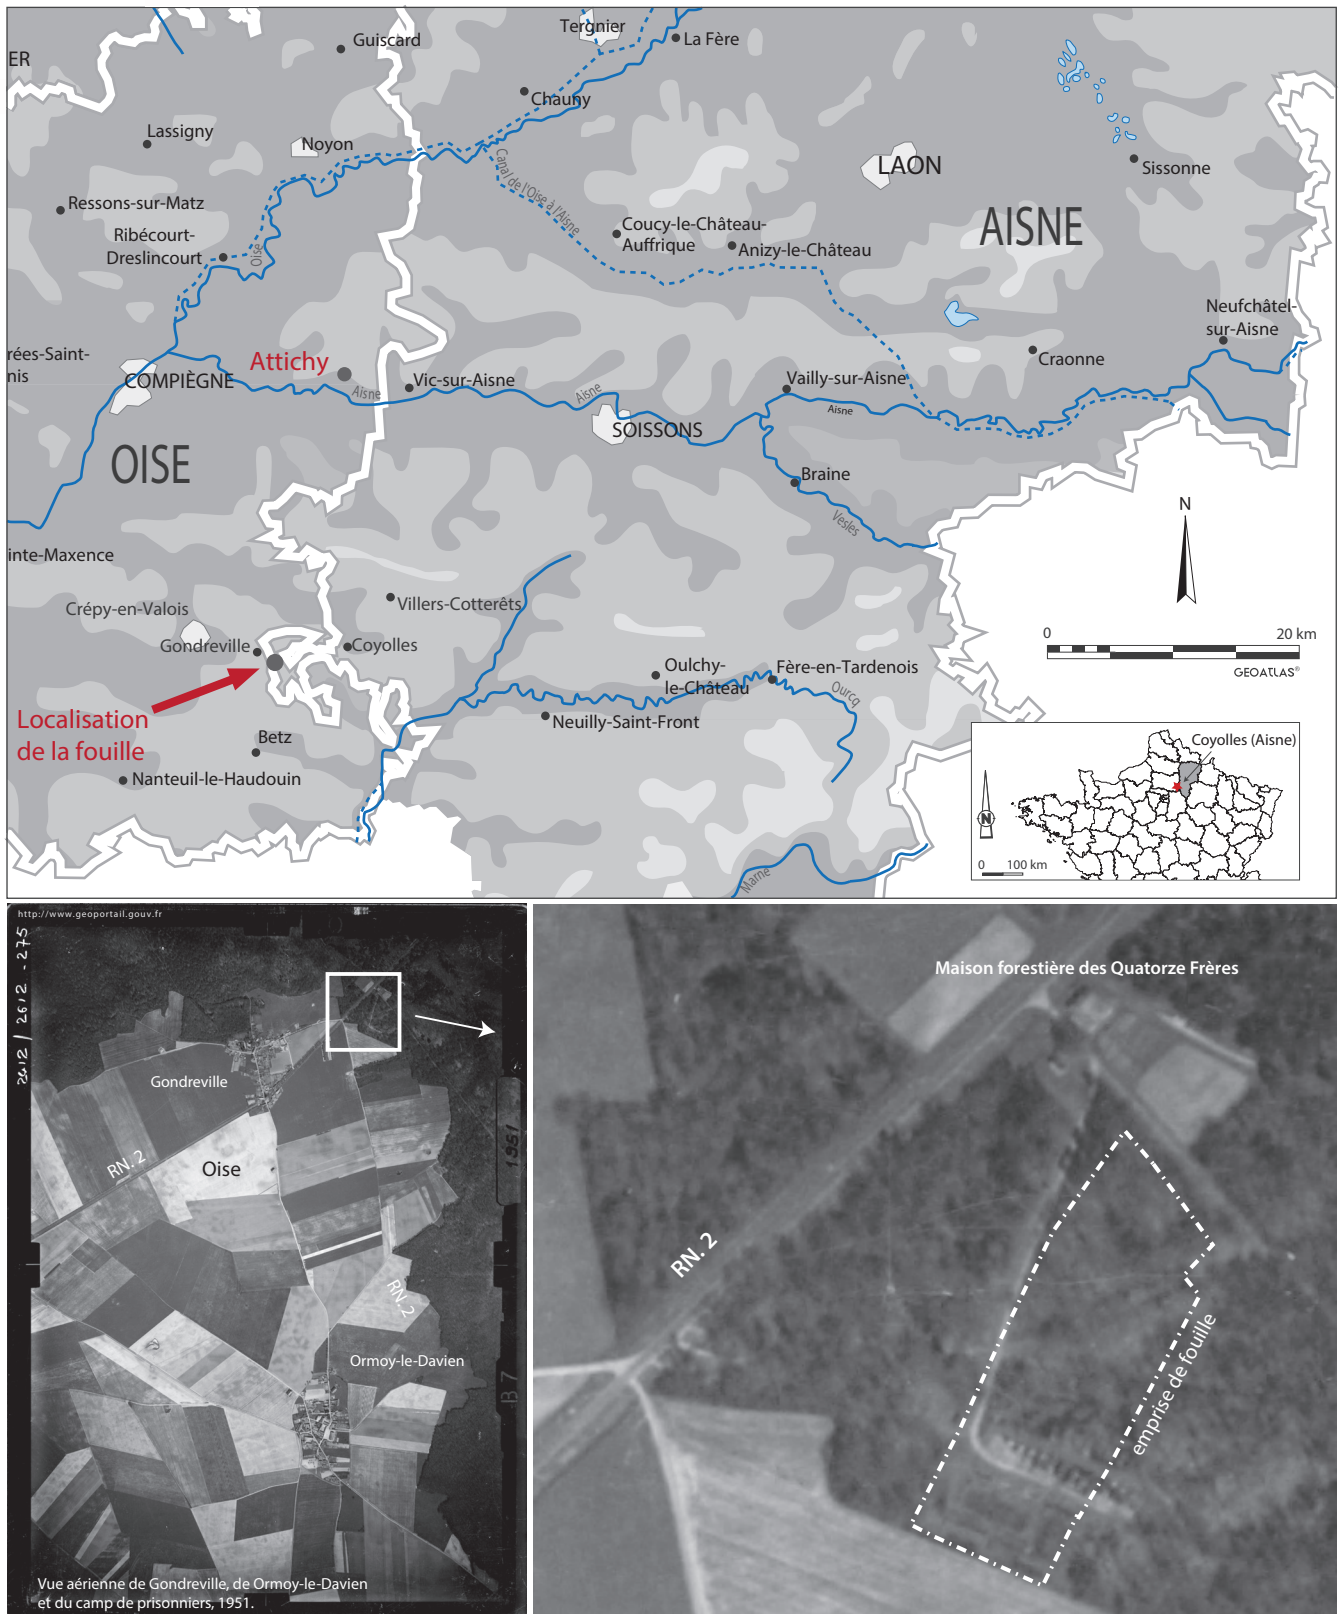 Guiscard
Tergnier
La Fère
ER
Chauny
Lassigny
Noyon
LAON
Sissonne
Canal de l'Oise à l'Aisne
Ressons-sur-Matz
Ribécourt-
Dreslincourt
Oise
Coucy-le-Château-
Auffrique
Anizy-le-Château
AISNE
Neufchâtel-
sur-Aisne
rées-Saint-
nis
COMPIÈGNE
Attichy
Aisne
Vic-sur-Aisne
Aisne
Vailly-sur-Aisne
Aisne
Craonne
SOISSONS
OISE
Braine
Vesles
N
inte-Maxence
Crépy-en-Valois
Villers-Cotterêts
Gondreville
Coyolles
0 20 km
GEOATLAS®
Oulchy-
le-Château
Fère-en-Tardenois
Ourcq
Localisation
de la fouille
Neuilly-Saint-Front
Betz
Nanteuil-le-Haudouin
Marne
Coyolles (Aisne)
N
0 100 km
http://www.geoportail.gouv.fr
2612 / 2612 - 275
Gondreville
RN. 2
Oise
1951
RN. 2
Ormoy-le-Davien
B7
Vue aérienne de Gondreville, de Ormoy-le-Davien
et du camp de prisonniers, 1951.
Maison forestière des Quatorze Frères
RN. 2
emprise de fouille